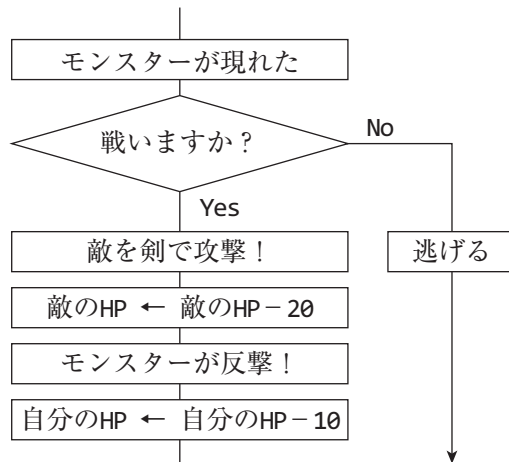 モンスターが現れた
戦いますか？
No
Yes
敵を剣で攻撃！
逃げる
敵のHP ← 敵のHP－20
モンスターが反撃！
自分のHP ← 自分のHP－10